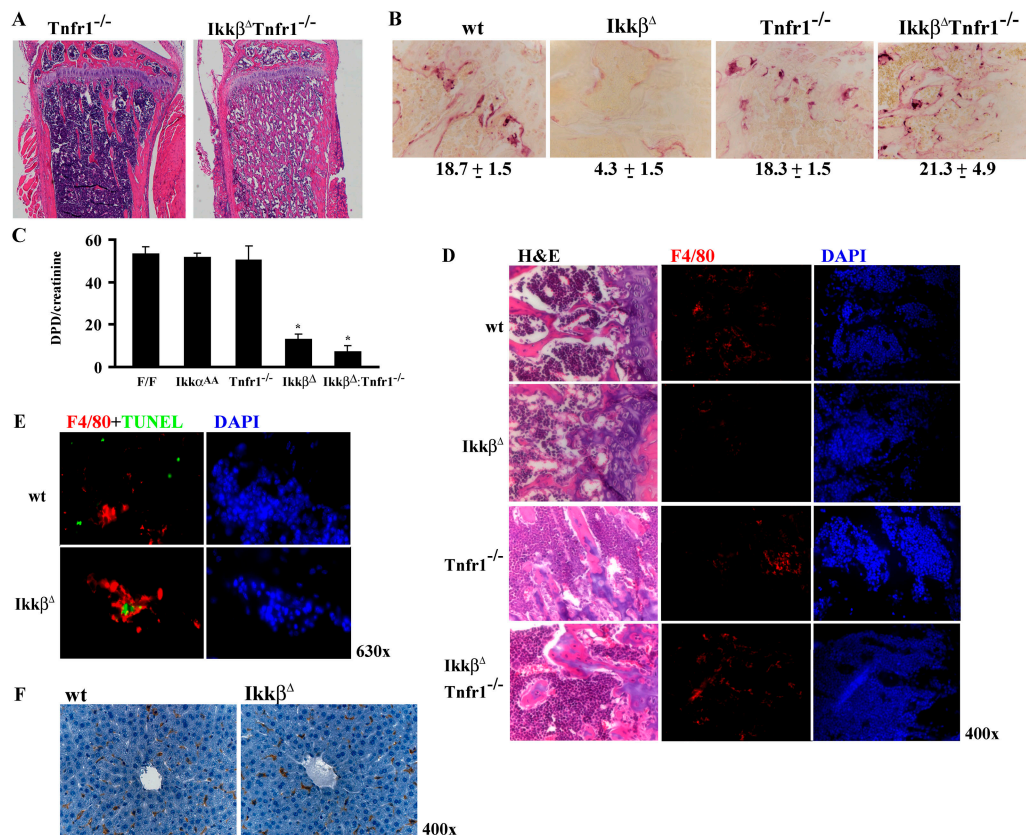 A
Tnfr1-/-
IkkβΔTnfr1-/-
B
wt
IkkβΔ
Tnfr1-/-
IkkβΔTnfr1-/-
18.7 ± 1.5
4.3 ± 1.5
18.3 ± 1.5
21.3 ± 4.9
C
60
40
20
0
DPD/creatinine
*
*
F/F
IkkαAA
Tnfr1-/-
IkkβΔ
IkkβΔ:Tnfr1-/-
D
H&E
F4/80
DAPI
wt
IkkβΔ
Tnfr1-/-
IkkβΔ
Tnfr1-/-
400x
E
F4/80+TUNEL
DAPI
wt
IkkβΔ
630x
F
wt
IkkβΔ
400x